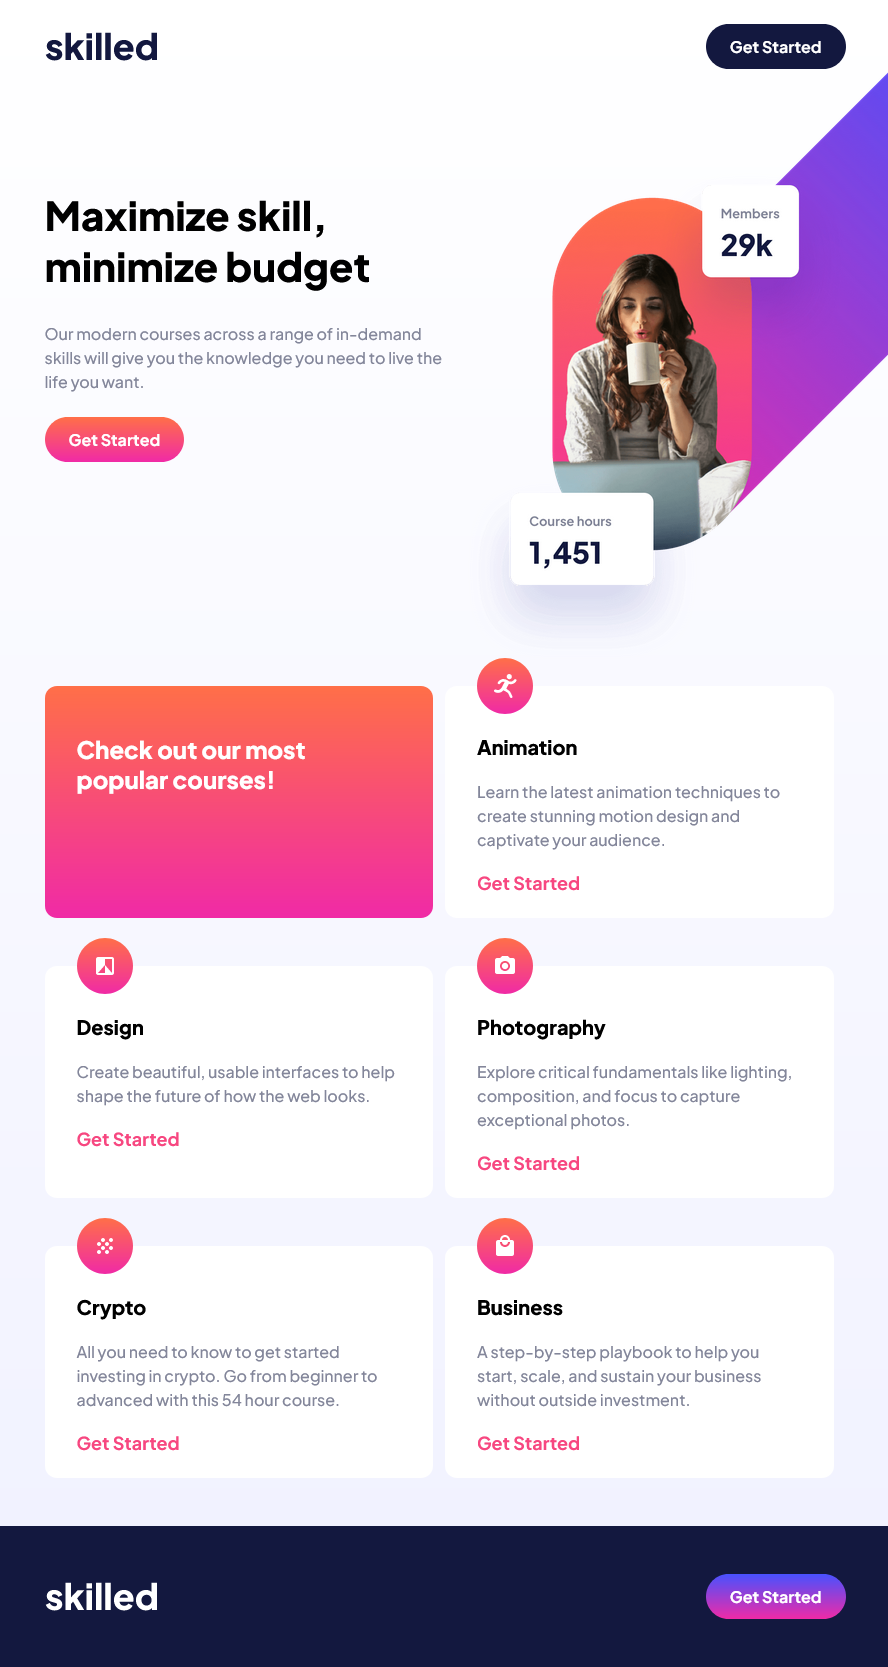 skilled
Get Started
Maximize skill,
minimize budget
Our modern courses across a range of in-demand
skills will give you the knowledge you need to live the
life you want.
Get Started
Members
29k
Course hours
1,451
Check out our most
popular courses!
Animation
Learn the latest animation techniques to
create stunning motion design and
captivate your audience.
Get Started
Design
Create beautiful, usable interfaces to help
shape the future of how the web looks.
Get Started
Photography
Explore critical fundamentals like lighting,
composition, and focus to capture
exceptional photos.
Get Started
Crypto
All you need to know to get started
investing in crypto. Go from beginner to
advanced with this 54 hour course.
Get Started
Business
A step-by-step playbook to help you
start, scale, and sustain your business
without outside investment.
Get Started
skilled
Get Started